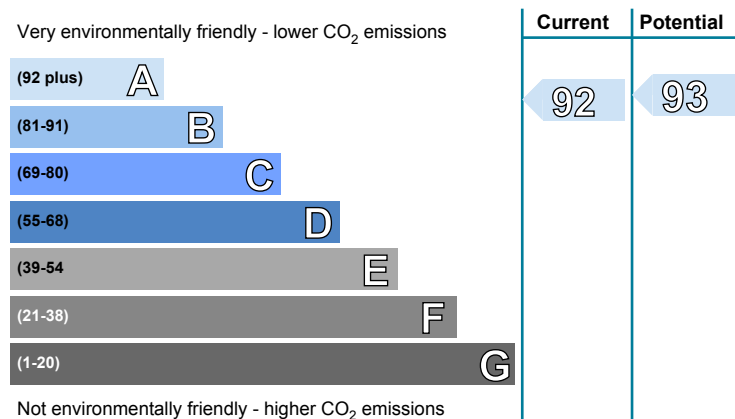 Very environmentally friendly - lower CO₂ emissions
Current
Potential
(92 plus) A
(81-91) B
(69-80) C
(55-68) D
(39-54 E
(21-38) F
(1-20) G
92
93
Not environmentally friendly - higher CO₂ emissions